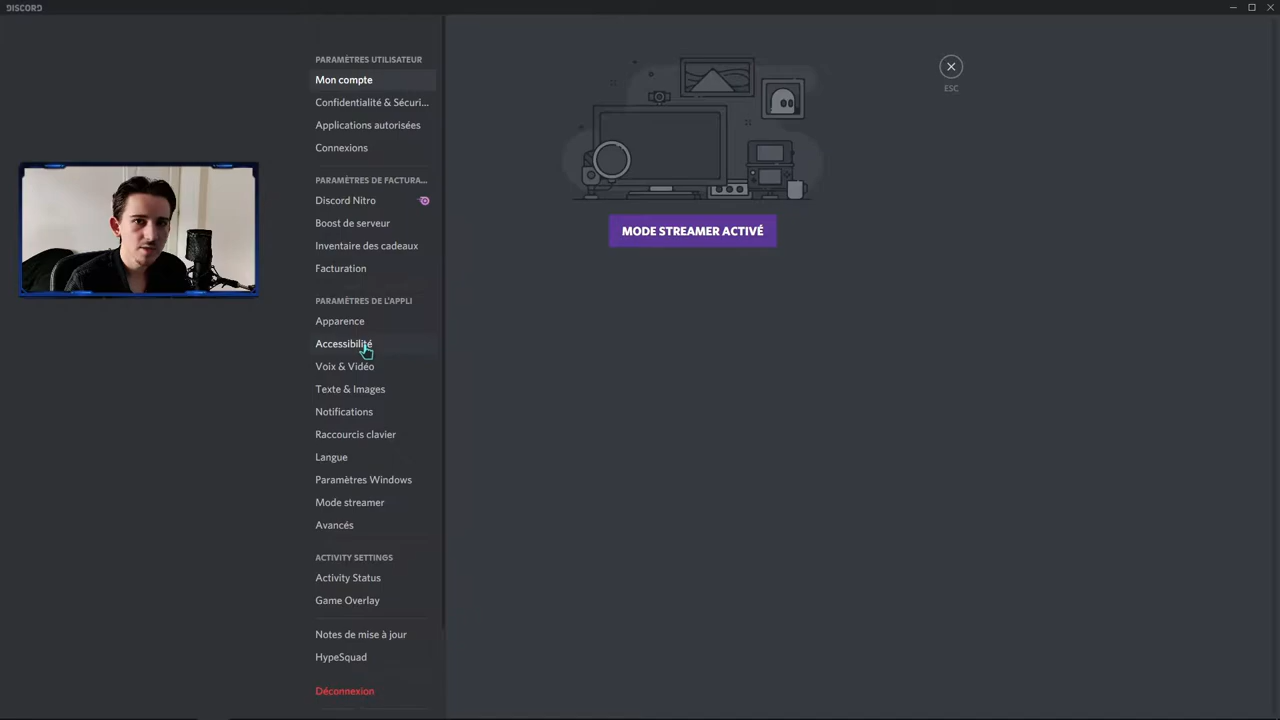 DISCORD
PARAMÈTRES UTILISATEUR
Mon compte
Confidentialité & Sécuri...
Applications autorisées
Connexions
PARAMÈTRES DE FACTURA...
Discord Nitro
Boost de serveur
Inventaire des cadeaux
Facturation
PARAMÈTRES DE L'APPLI
Apparence
Accessibilité
Voix & Vidéo
Texte & Images
Notifications
Raccourcis clavier
Langue
Paramètres Windows
Mode streamer
Avancés
ACTIVITY SETTINGS
Activity Status
Game Overlay
Notes de mise à jour
HypeSquad
Déconnexion
MODE STREAMER ACTIVÉ
ESC